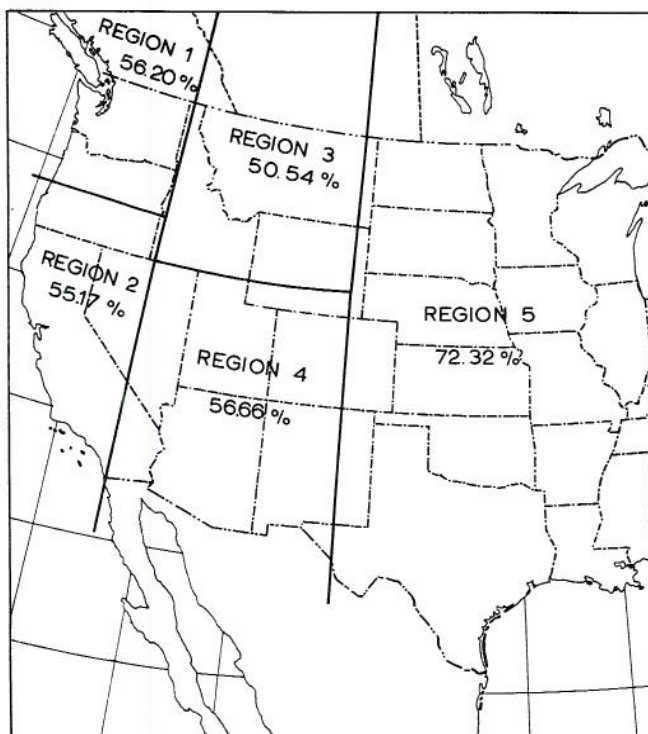 REGION 1
56.20 %
REGION 3
50.54 %
REGION 2
55.17 %
REGION 5
72.32 %
REGION 4
56.66 %